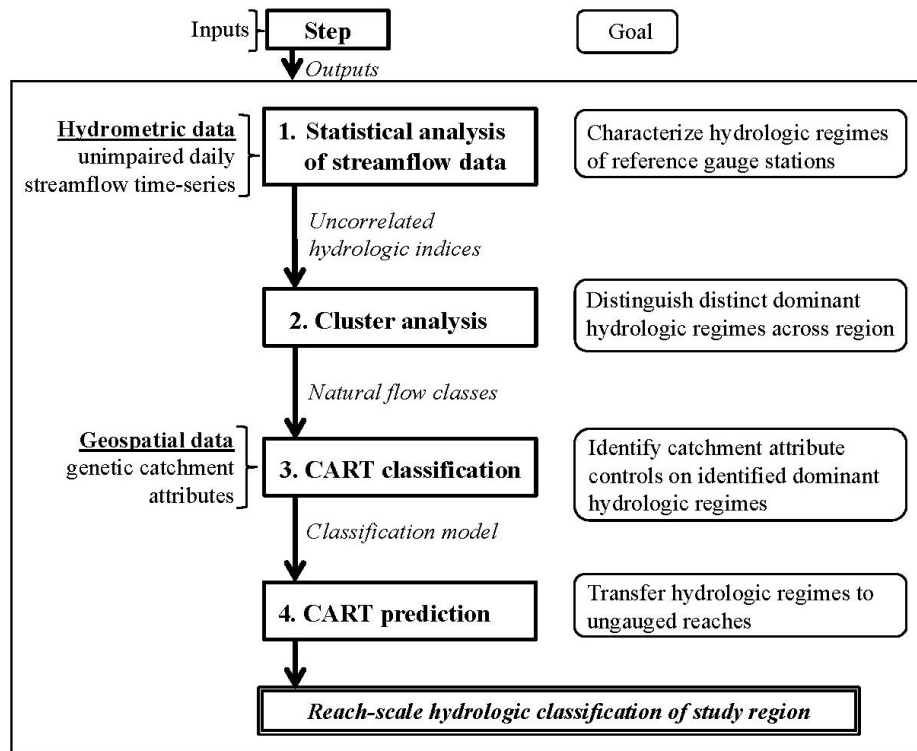 Inputs
Step
Goal
Outputs
Hydrometric data
unimpaired daily
streamflow time-series
1. Statistical analysis
of streamflow data
Characterize hydrologic regimes
of reference gauge stations
Uncorrelated
hydrologic indices
2. Cluster analysis
Distinguish distinct dominant
hydrologic regimes across region
Natural flow classes
Geospatial data
genetic catchment
attributes
3. CART classification
Identify catchment attribute
controls on identified dominant
hydrologic regimes
Classification model
4. CART prediction
Transfer hydrologic regimes to
ungauged reaches
Reach-scale hydrologic classification of study region